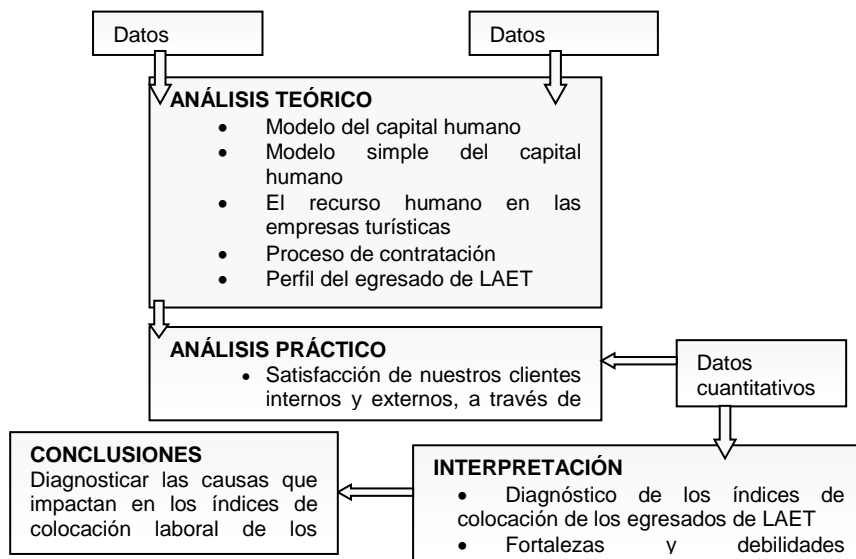 Datos
Datos
ANÁLISIS TEÓRICO
• Modelo del capital humano
• Modelo simple del capital
humano
• El recurso humano en las
empresas turísticas
• Proceso de contratación
• Perfil del egresado de LAET
ANÁLISIS PRÁCTICO
• Satisfacción de nuestros clientes
internos y externos, a través de
Datos
cuantitativos
CONCLUSIONES
Diagnosticar las causas que
impactan en los índices de
colocación laboral de los
INTERPRETACIÓN
• Diagnóstico de los índices de
colocación de los egresados de LAET
• Fortalezas y debilidades